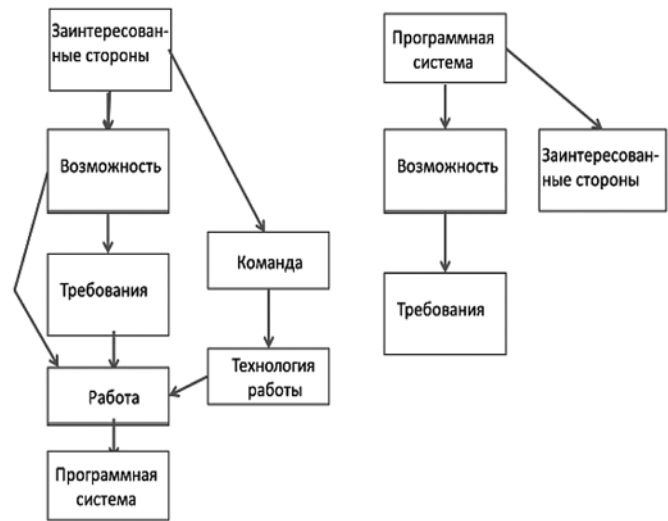 Заинтересован-
ные стороны
Возможность
Требования
Команда
Работа
Технология
работы
Программная
система
Программная
система
Возможность
Заинтересован-
ные стороны
Требования